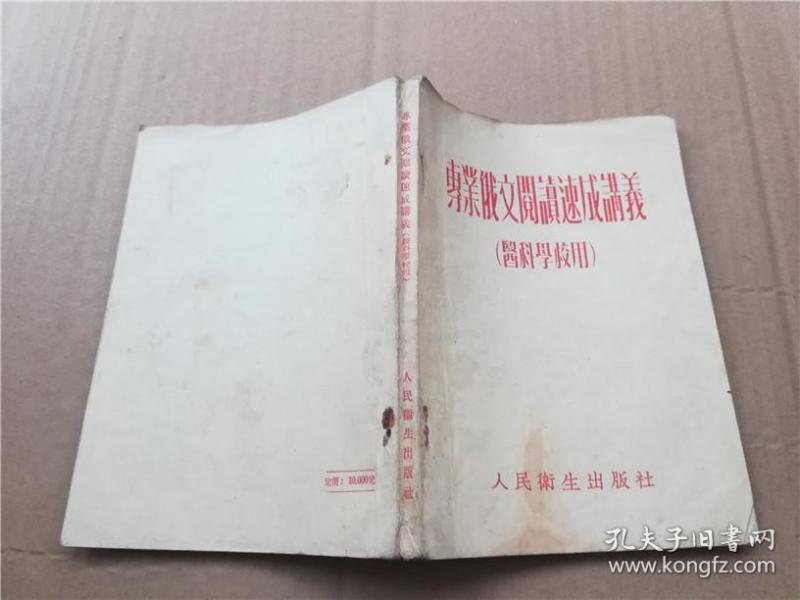 專業俄文閱讀速成講義
(醫科學校用)
人民衛生出版社
專業俄文閱讀速成講義(醫科學校用)
人民衛生出版社
定價: 10,000元
孔夫子旧书网
www.kongfz.com